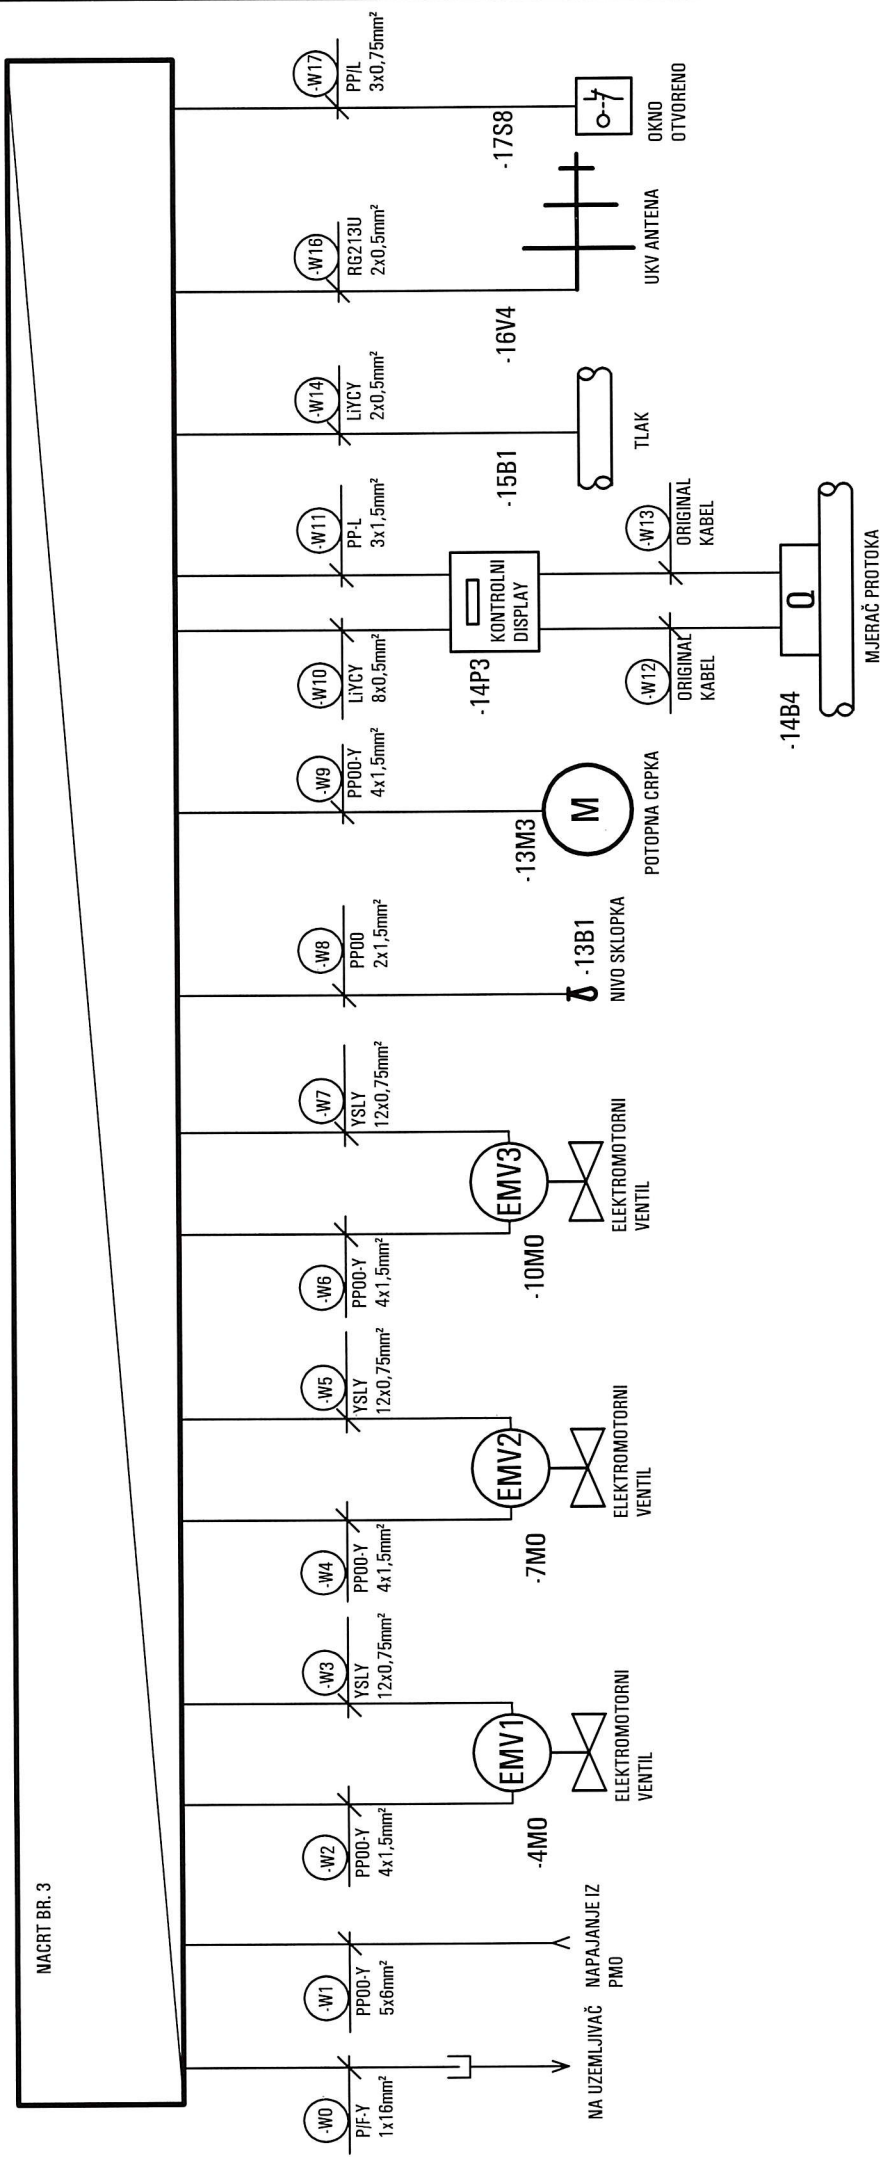 NACRT BR. 3
-W0
P/F-Y
1x16mm²
NA UZEMLJIVAČ
-W1
PP00-Y
5x6mm²
NAPAJANJE IZ
PMO
-W2
PP00-Y
4x1,5mm²
-W3
YSLY
12x0,75mm²
-4M0
EMV1
ELEKTROMOTORNI
VENTIL
-W4
PP00-Y
4x1,5mm²
-W5
YSLY
12x0,75mm²
-7M0
EMV2
ELEKTROMOTORNI
VENTIL
-W6
PP00-Y
4x1,5mm²
-W7
YSLY
12x0,75mm²
-10M0
EMV3
ELEKTROMOTORNI
VENTIL
-W8
PP00
2x1,5mm²
-13B1
NIVO SKLOPKA
-W9
PP00-Y
4x1,5mm²
-13M3
M
POTOPNA CRPKA
-W10
LiYCY
8x0,5mm²
-W11
PP-L
3x1,5mm²
-14P3
KONTROLNI
DISPLAY
-W12
ORIGINAL
KABEL
-W13
ORIGINAL
KABEL
-14B4
Q
MJERAČ PROTOKA
-W14
LiYCY
2x0,5mm²
-15B1
TLAK
-W16
RG213U
2x0,5mm²
-16V4
UKV ANTENA
-W17
PP/L
3x0,75mm²
-17S8
OKNO
OTVORENO